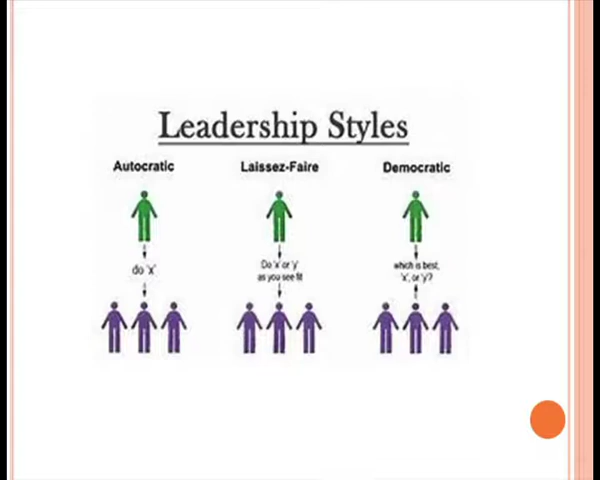 Leadership Styles
Autocratic
Laissez-Faire
Democratic
do 'x'
Do 'x' or 'y'
as you see fit
which is best,
'x', or 'y'?